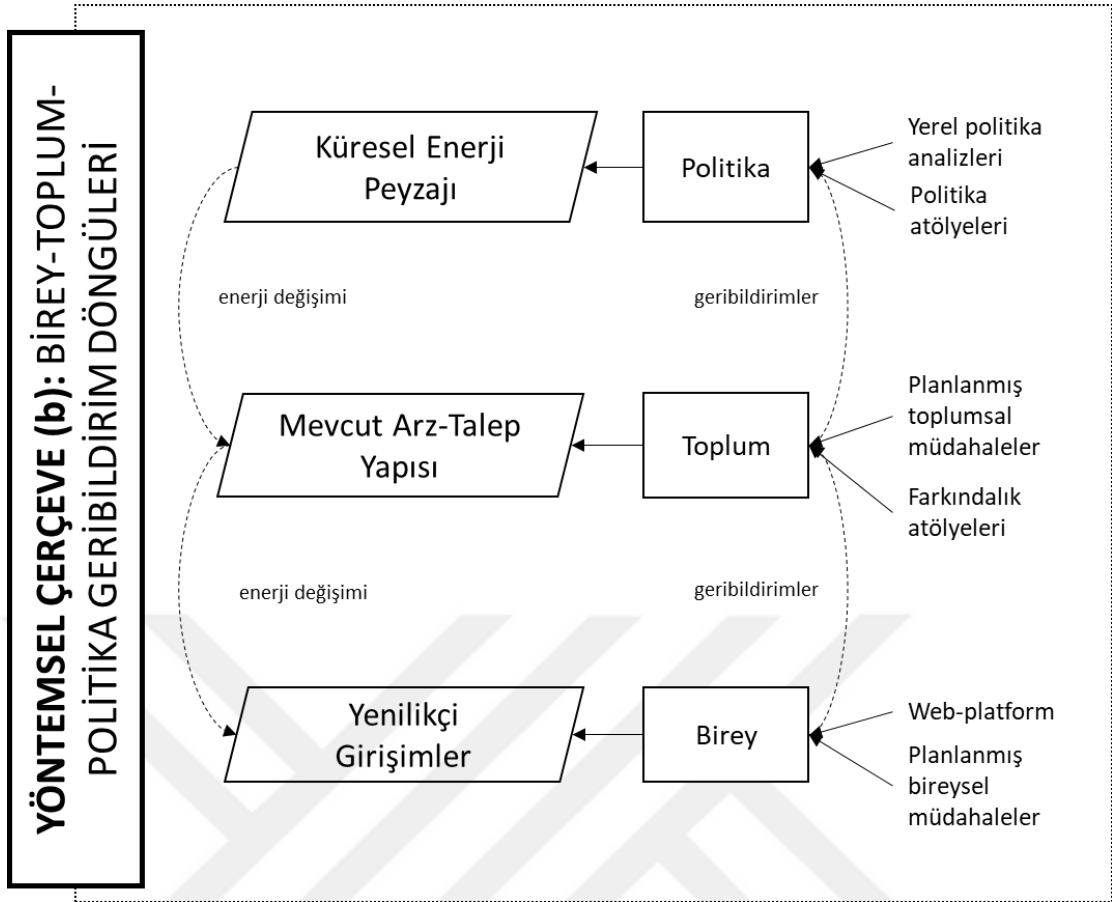 YÖNTEMSEL ÇERÇEVE (b): BİREY-TOPLUM-
POLİTİKA GERİBİLDİRİM DÖNGÜLERİ
Küresel Enerji
Peyzajı
Politika
Yerel politika
analizleri
Politika
atölyeleri
enerji değişimi
geribildirimler
Mevcut Arz-Talep
Yapısı
Toplum
Planlanmış
toplumsal
müdahaleler
Farkındalık
atölyeleri
enerji değişimi
geribildirimler
Yenilikçi
Girişimler
Birey
Web-platform
Planlanmış
bireysel
müdahaleler